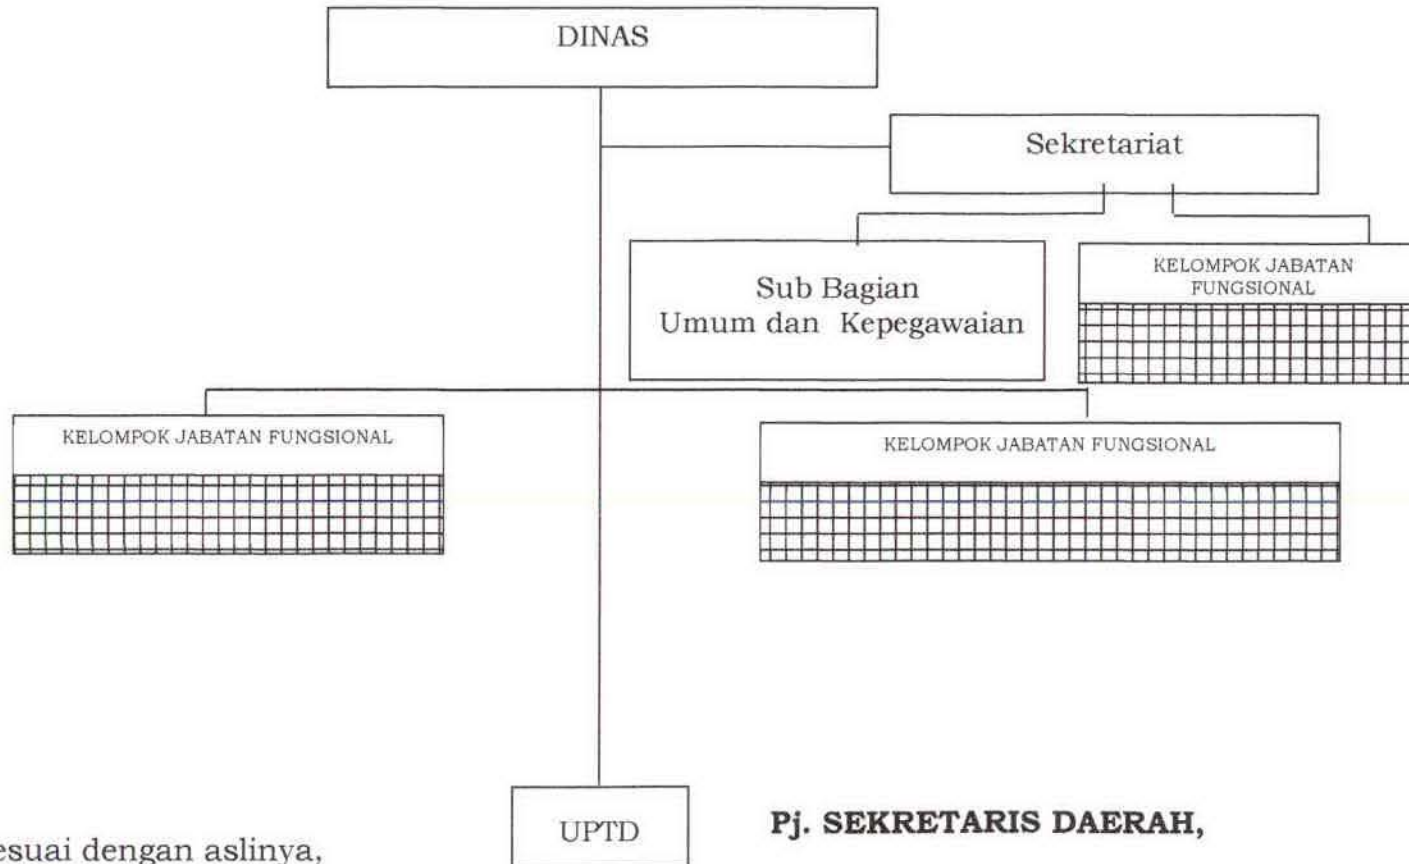 DINAS
Sekretariat
Sub Bagian
Umum dan Kepegawaian
KELOMPOK JABATAN
FUNGSIONAL
KELOMPOK JABATAN FUNGSIONAL
KELOMPOK JABATAN FUNGSIONAL
UPTD
Pj. SEKRETARIS DAERAH,
esuai dengan aslinya,